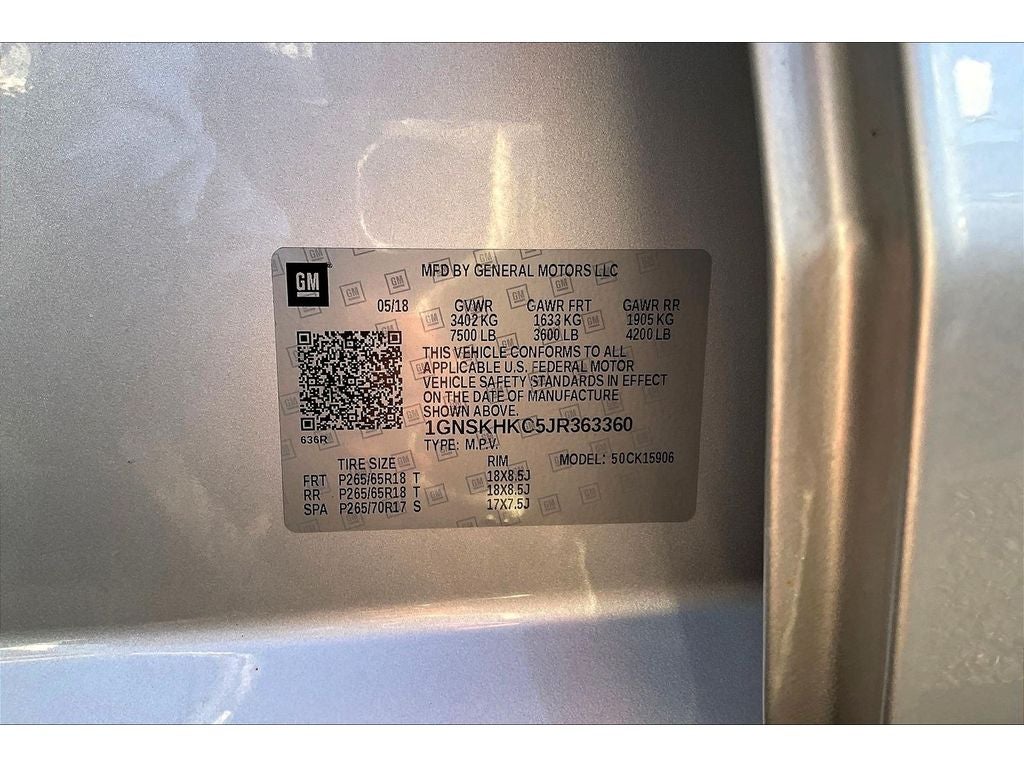 GM
MFD BY GENERAL MOTORS LLC
05/18 GVWR GAWR FRT GAWR RR
3402 KG 1633 KG 1905 KG
7500 LB 3600 LB 4200 LB
THIS VEHICLE CONFORMS TO ALL
APPLICABLE U.S. FEDERAL MOTOR
VEHICLE SAFETY STANDARDS IN EFFECT
ON THE DATE OF MANUFACTURE
SHOWN ABOVE.
1GNSKHKC5JR363360
636R
TYPE: M.P.V.
TIRE SIZE RIM MODEL: 50CK15906
FRT P265/65R18 T 18X8.5J
RR P265/65R18 T 18X8.5J
SPA P265/70R17 S 17X7.5J